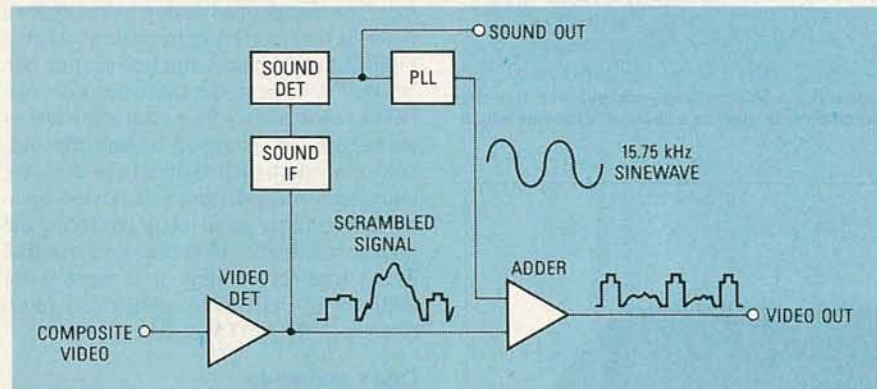 SOUND OUT
SOUND
DET
PLL
SOUND
IF
15.75 kHz
SINEWAVE
SCRAMBLED
SIGNAL
VIDEO
DET
ADDER
COMPOSITE
VIDEO
VIDEO OUT